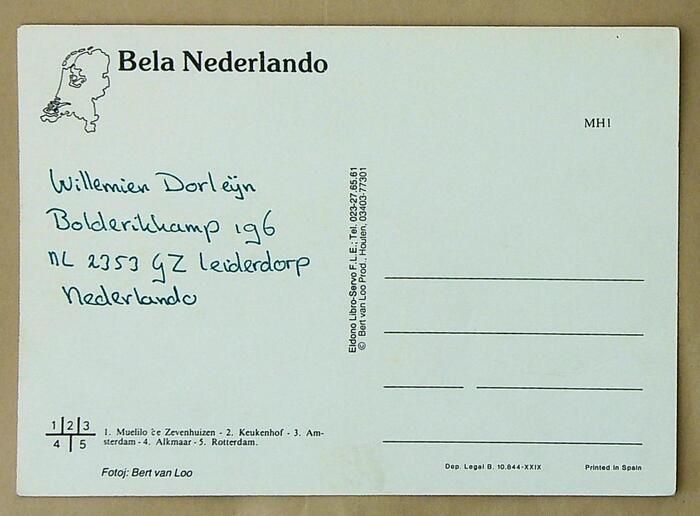 Bela Nederlando
MH1
Willemien Dorleijn
Bolderikkamp 196
NL 2353 GZ Leiderdorp
Nederlando
Eldono Libro-Servo F.L.E.; Tel. 023-27.65.61
© Bert van Loo Prod., Houten, 03403-77301
1 2 3
4 5
1. Muelilo ĉe Zevenhuizen - 2. Keukenhof - 3. Am-
sterdam - 4. Alkmaar - 5. Rotterdam.
Fotoj: Bert van Loo
Dep. Legal B. 10.844-XXIX
Printed in Spain